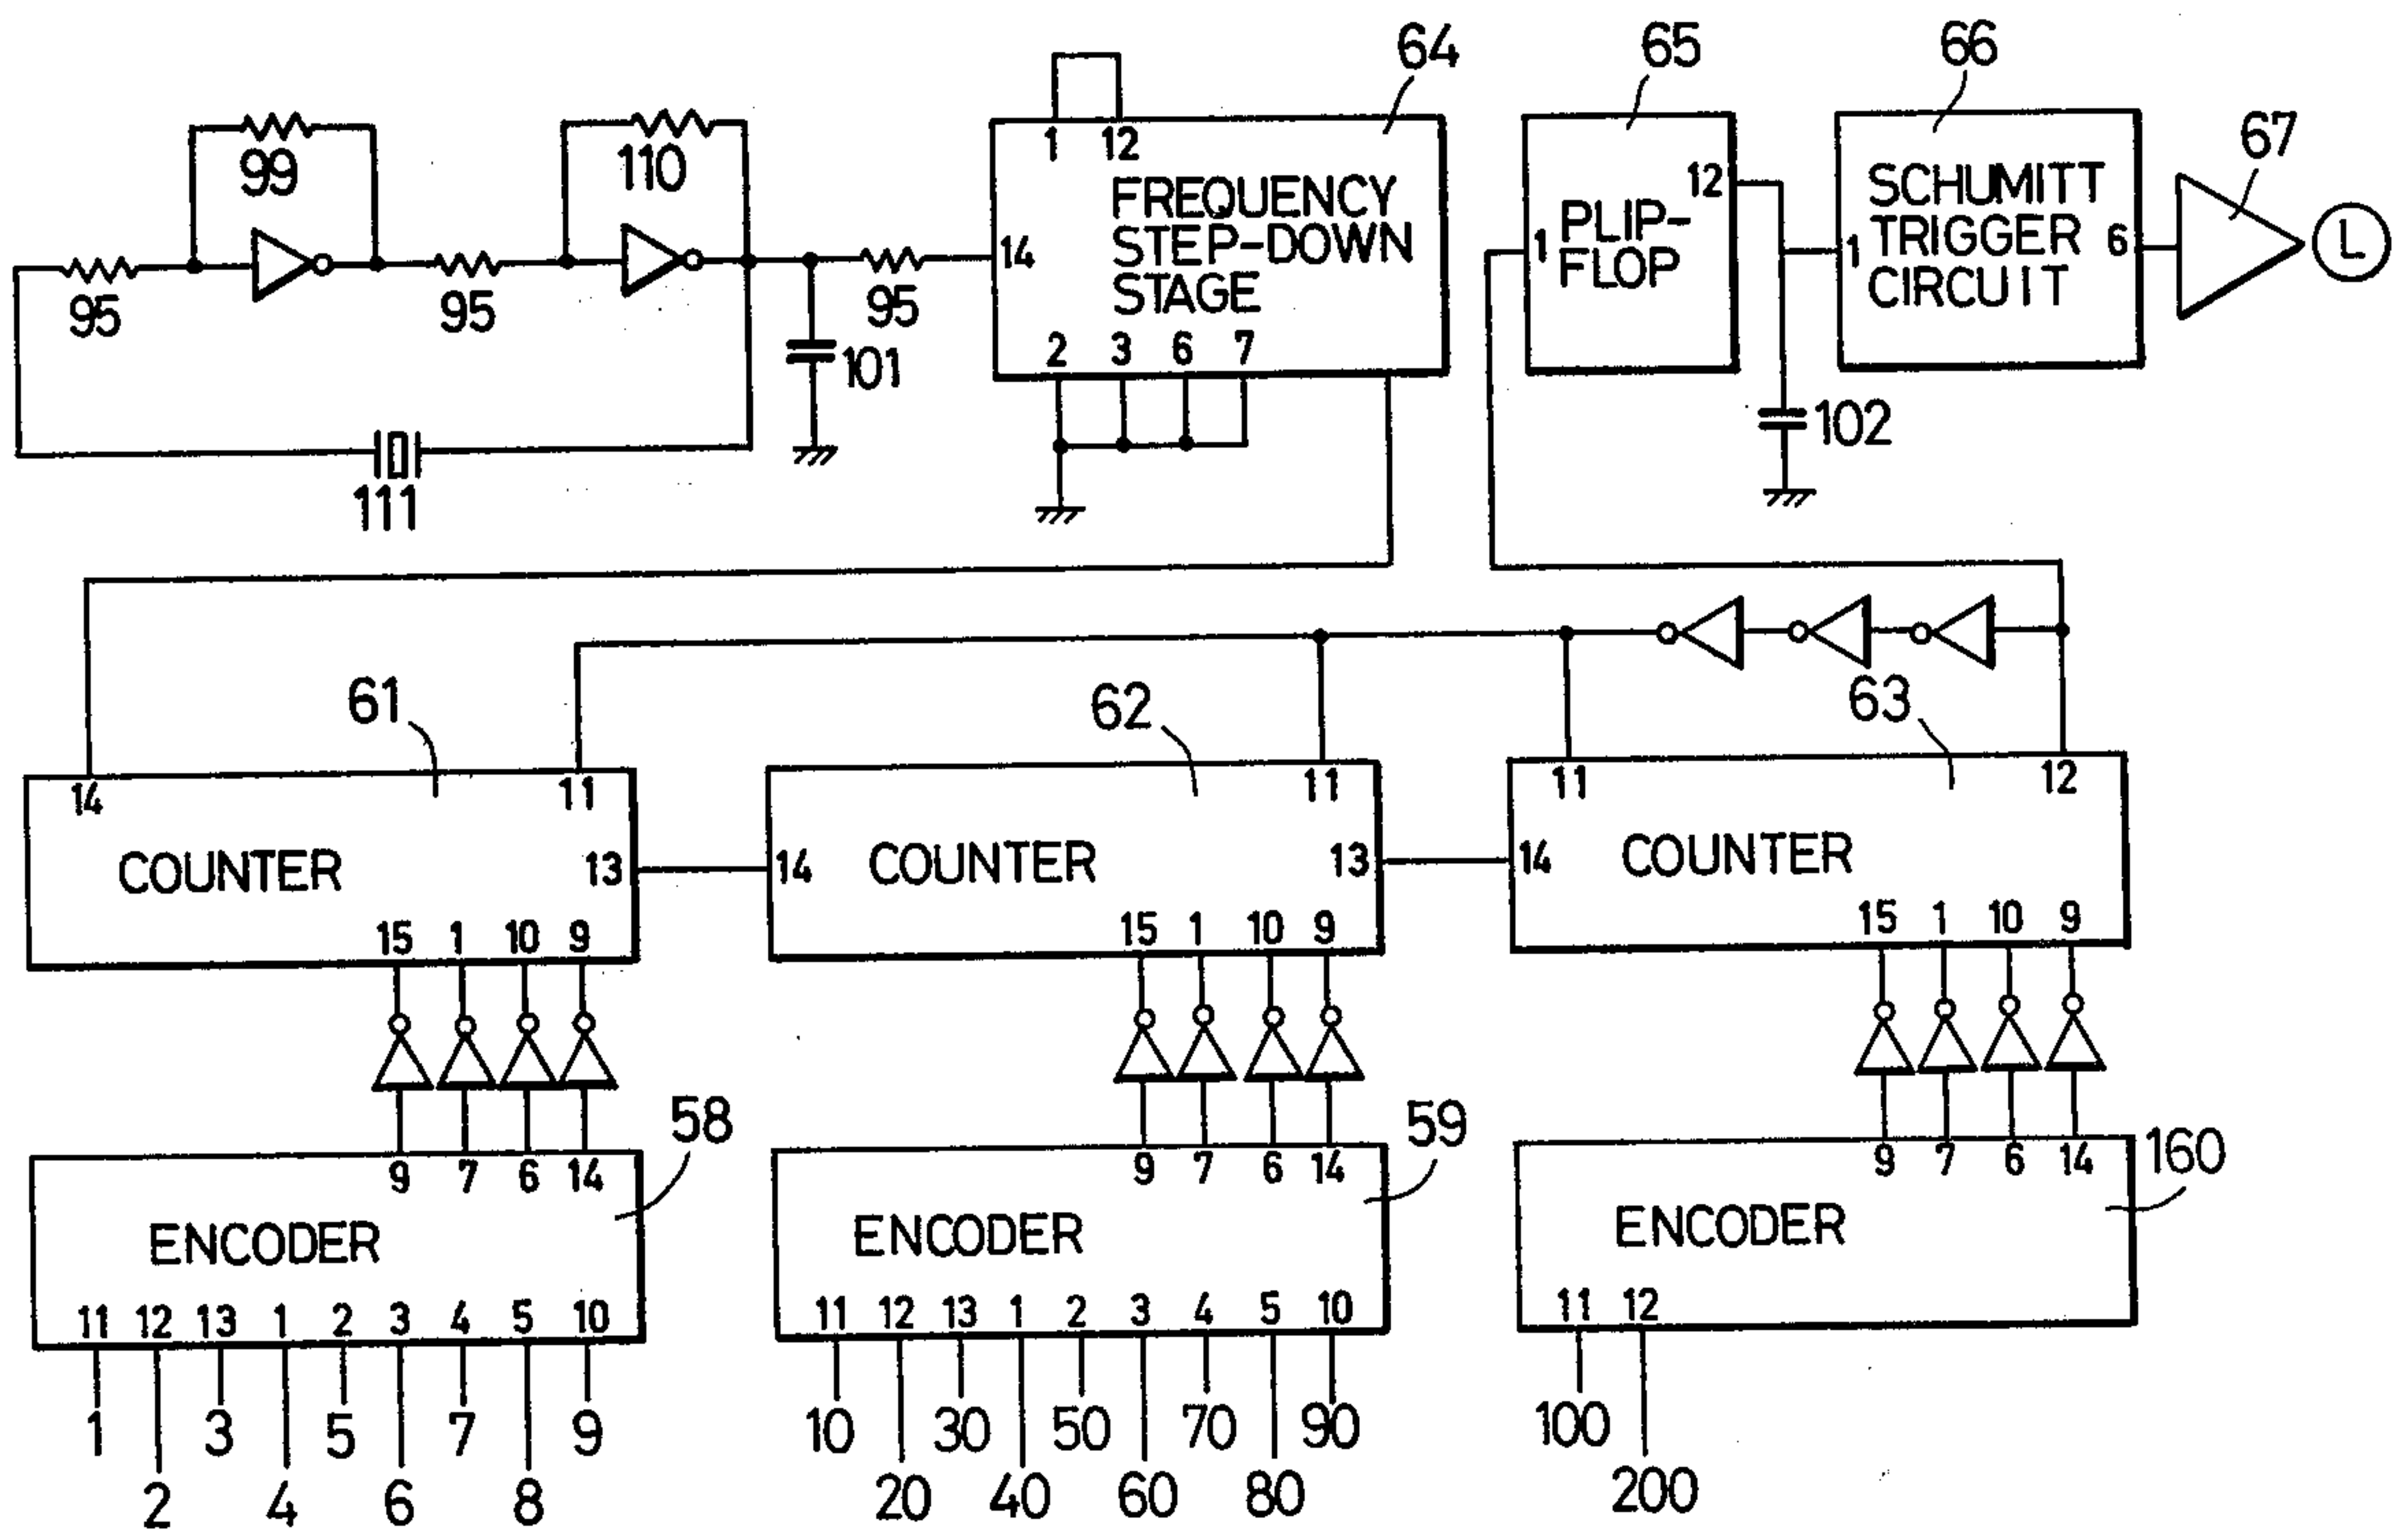 64
65
66
67
99
110
1 12
FREQUENCY
STEP-DOWN
STAGE
14
2 3 6 7
95
95
95
101
111
12
1
PLIP-
FLOP
SCHUMITT
TRIGGER
CIRCUIT
1
6
L
102
61
62
63
14 11
COUNTER
13
15 1 10 9
11
14
COUNTER
13
15 1 10 9
11 12
14
COUNTER
15 1 10 9
58
59
160
9 7 6 14
ENCODER
11 12 13 1 2 3 4 5 10
1 2 3 4 5 6 7 8 9
9 7 6 14
ENCODER
11 12 13 1 2 3 4 5 10
10 20 30 40 50 60 70 80 90
9 7 6 14
ENCODER
11 12
100 200